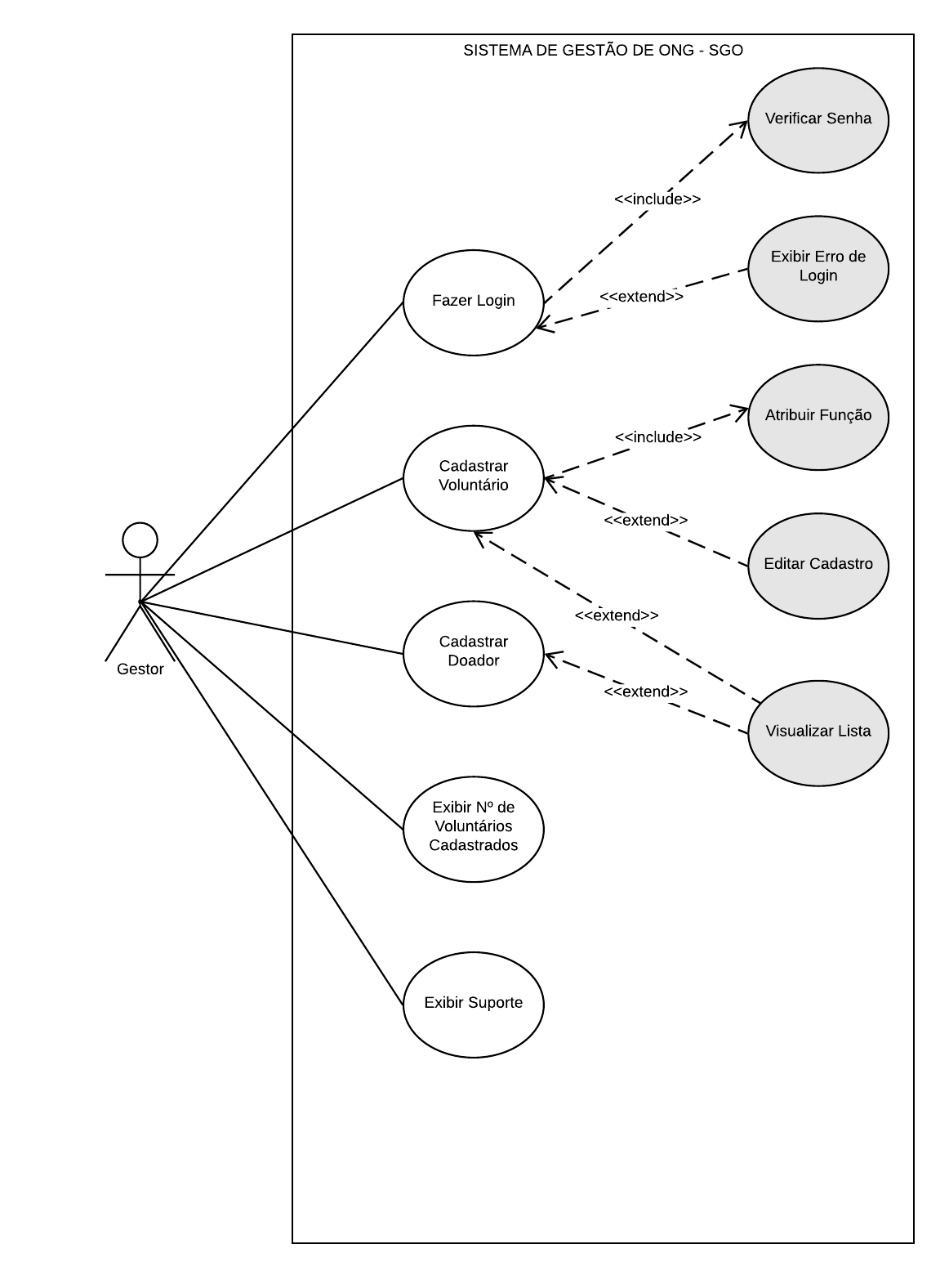 SISTEMA DE GESTÃO DE ONG - SGO
Verificar Senha
<<include>>
Exibir Erro de
Login
<<extend>>
Fazer Login
Atribuir Função
<<include>>
Cadastrar
Voluntário
<<extend>>
Editar Cadastro
<<extend>>
Cadastrar
Doador
Gestor
<<extend>>
Visualizar Lista
Exibir Nº de
Voluntários
Cadastrados
Exibir Suporte